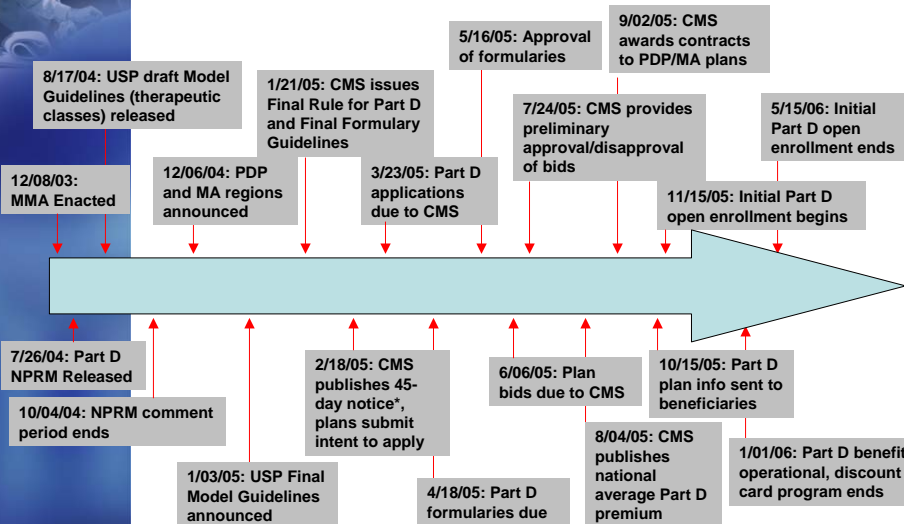 9/02/05: CMS
awards contracts
to PDP/MA plans
5/16/05: Approval
of formularies
8/17/04: USP draft Model
Guidelines (therapeutic
classes) released
1/21/05: CMS issues
Final Rule for Part D
and Final Formulary
Guidelines
7/24/05: CMS provides
preliminary
approval/disapproval
of bids
5/15/06: Initial
Part D open
enrollment ends
12/08/03:
MMA Enacted
12/06/04: PDP
and MA regions
announced
3/23/05: Part D
applications
due to CMS
11/15/05: Initial Part D
open enrollment begins
7/26/04: Part D
NPRM Released
10/04/04: NPRM comment
period ends
1/03/05: USP Final
Model Guidelines
announced
2/18/05: CMS
publishes 45-
day notice*,
plans submit
intent to apply
4/18/05: Part D
formularies due
6/06/05: Plan
bids due to CMS
8/04/05: CMS
publishes
national
average Part D
premium
10/15/05: Part D
plan info sent to
beneficiaries
1/01/06: Part D benefit
operational, discount
card program ends